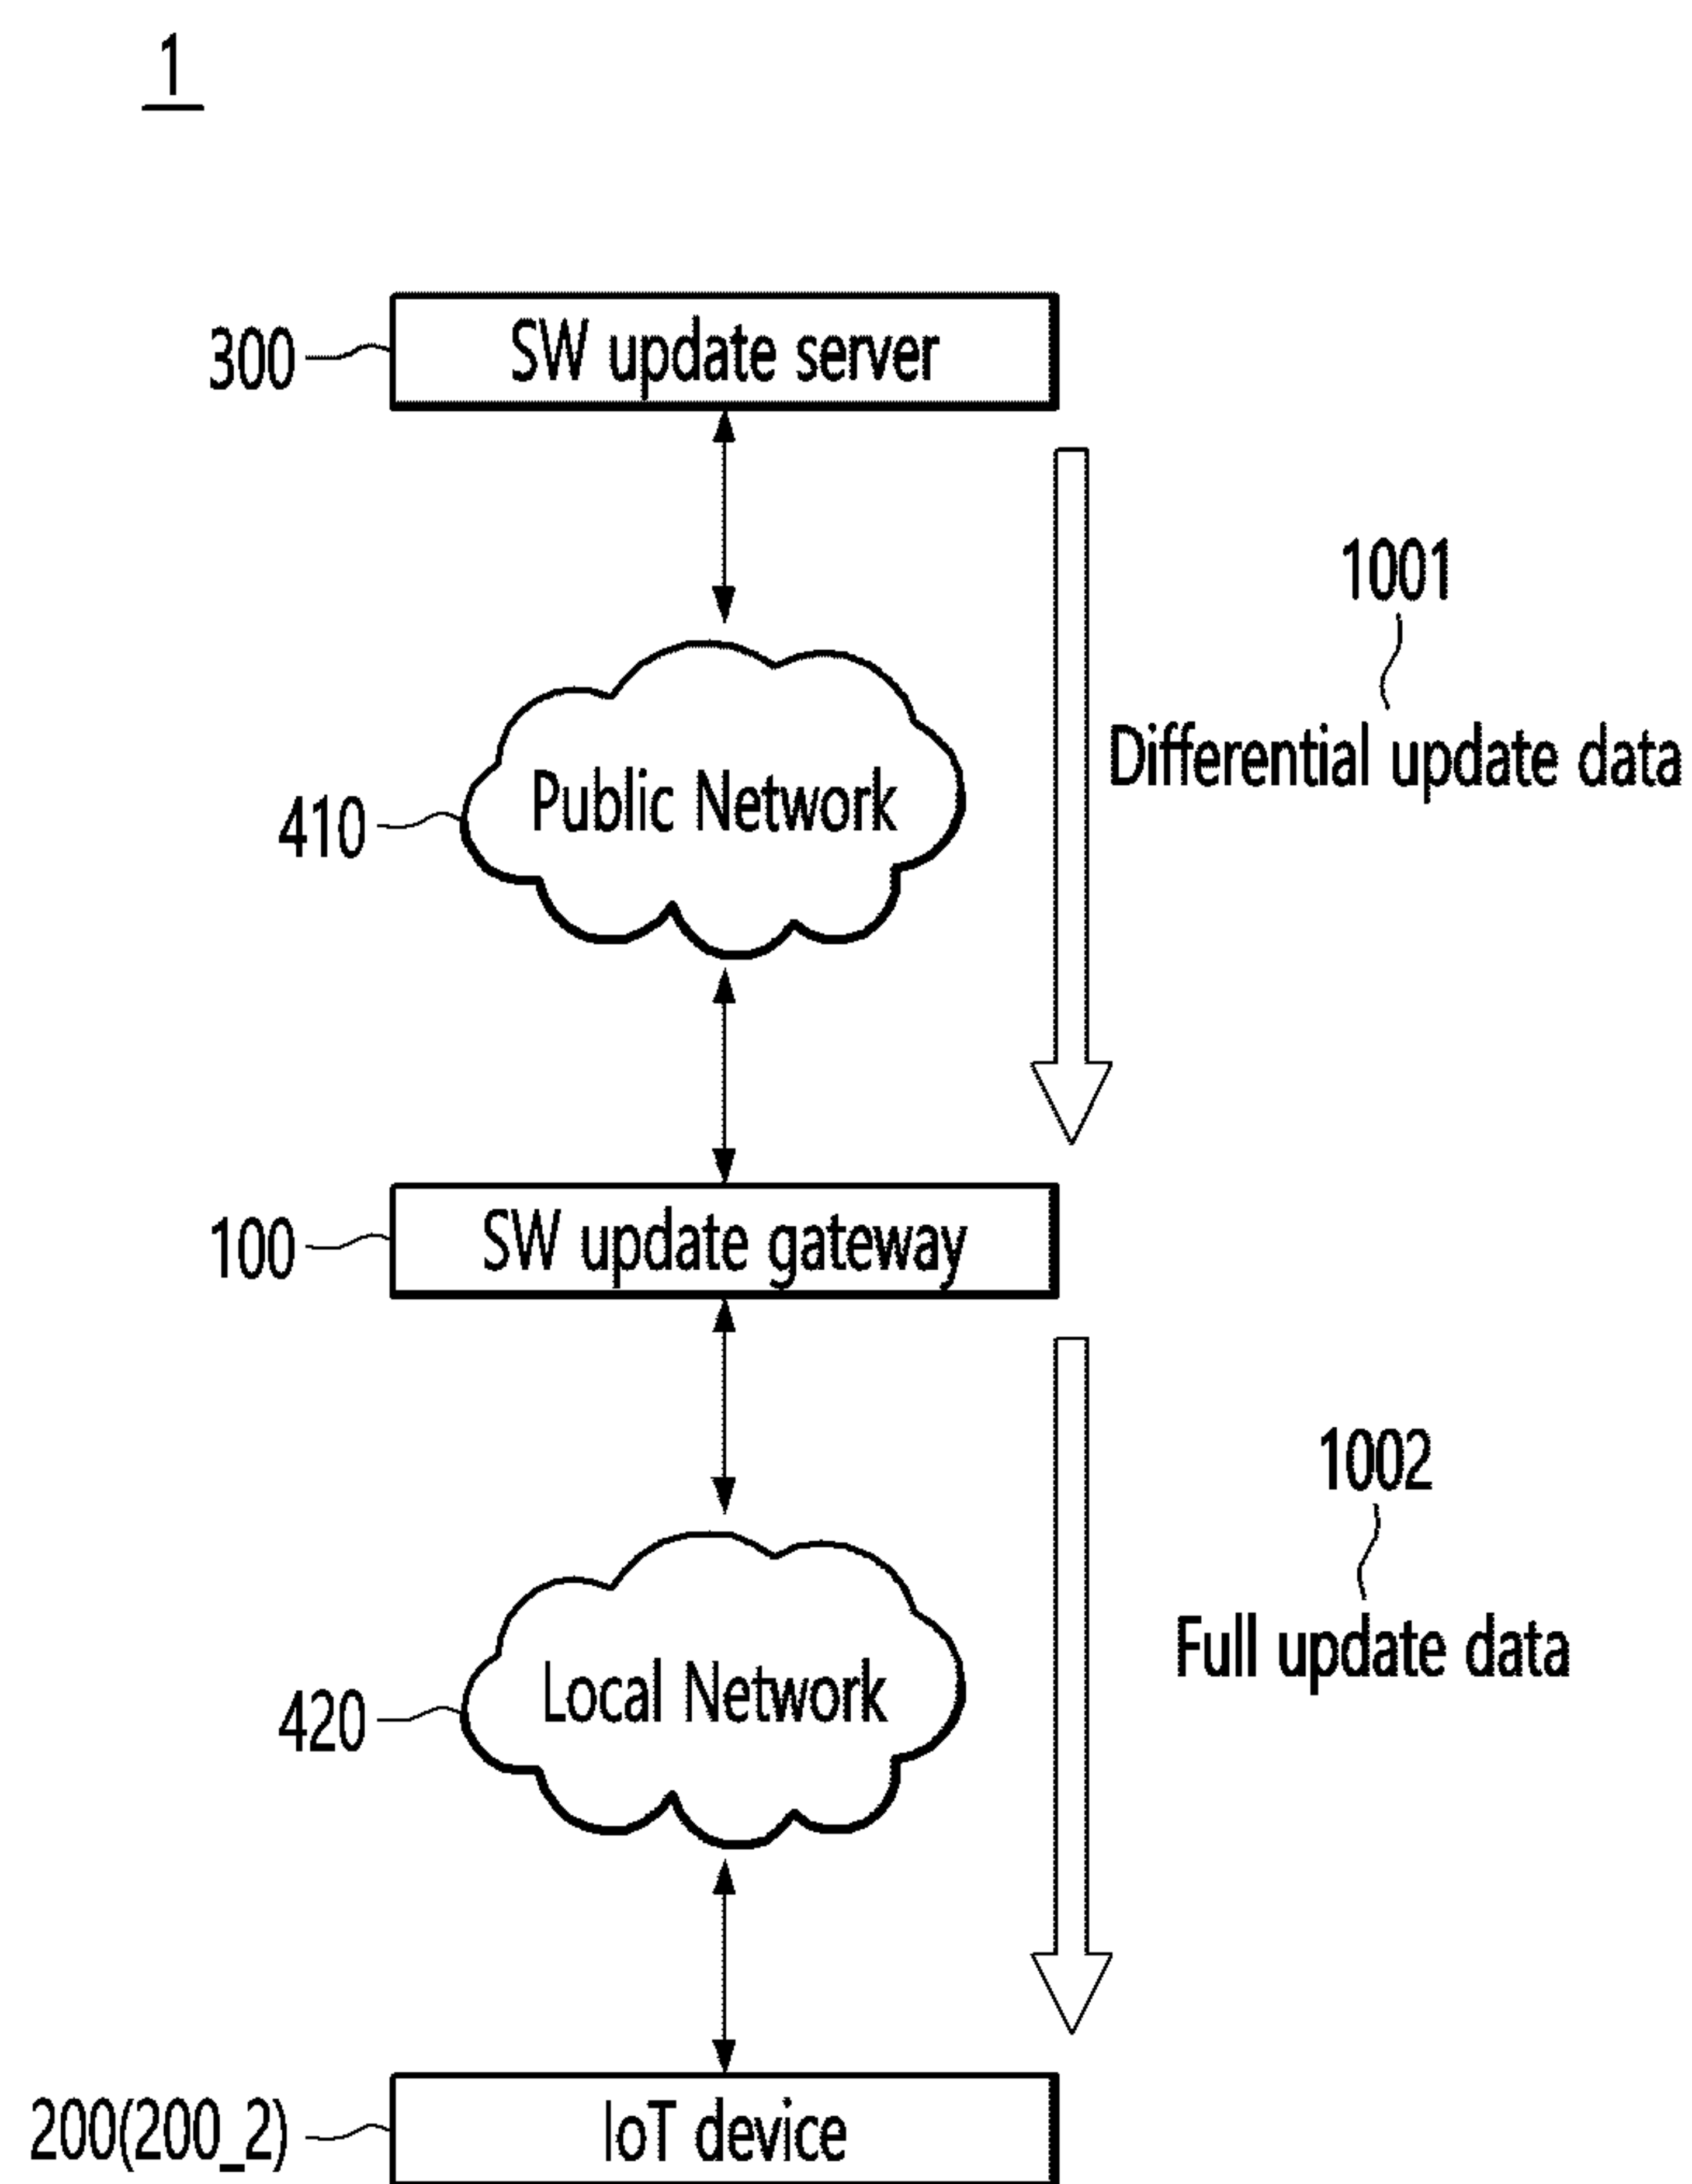 1
300
SW update server
1001
Differential update data
410
Public Network
100
SW update gateway
1002
Full update data
420
Local Network
200(200_2)
IoT device